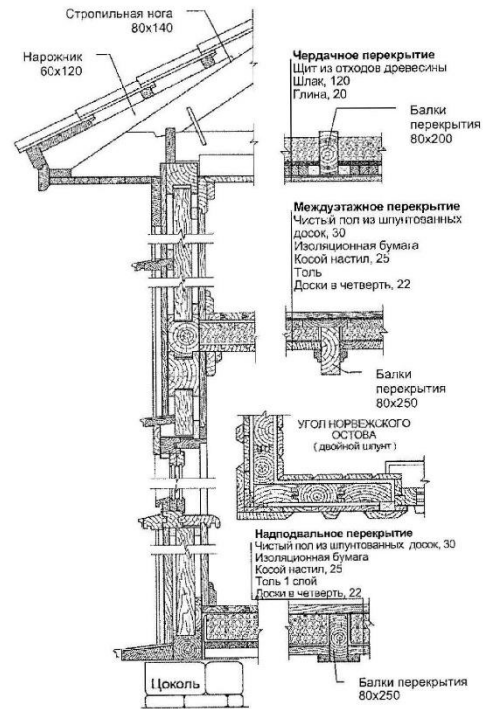 Стропильная нога
80x140
Нарожник
60x120
Чердачное перекрытие
Щит из отходов древесины
Шлак, 120
Глина, 20
Балки
перекрытия
80x200
Междуэтажное перекрытие
Чистый пол из шпунтованных
досок, 30
Изоляционная бумага
Косой настил, 25
Толь
Доски в четверть, 22
Балки
перекрытия
80x250
УГОЛ НОРВЕЖСКОГО
ОСТОВА
(двойной шпунт)
Надподвальное перекрытие
Чистый пол из шпунтованных досок, 30
Изоляционная бумага
Косой настил, 25
Толь 1 слой
Доски в четверть, 22
Цоколь
Балки перекрытия
80x250